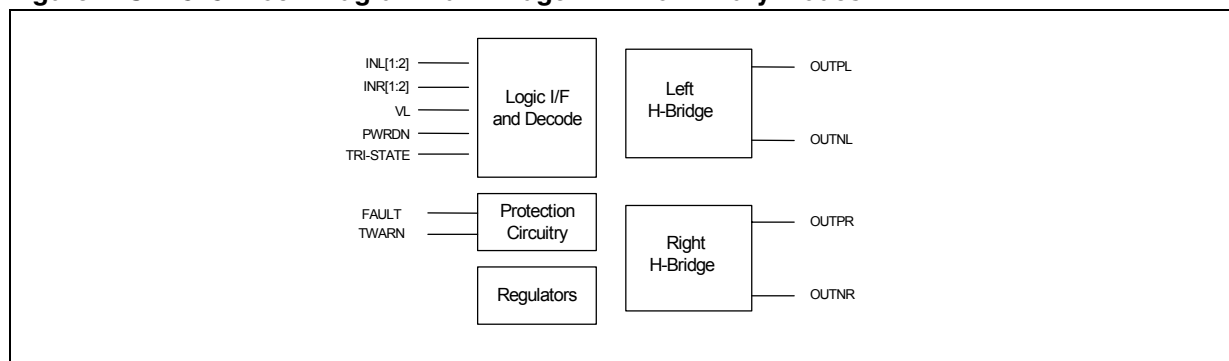 INL[1:2]
INR[1:2]
VL
PWRDN
TRI-STATE
Logic I/F
and Decode
FAULT
TWARN
Protection
Circuitry
Regulators
Left
H-Bridge
OUTPL
OUTNL
Right
H-Bridge
OUTPR
OUTNR